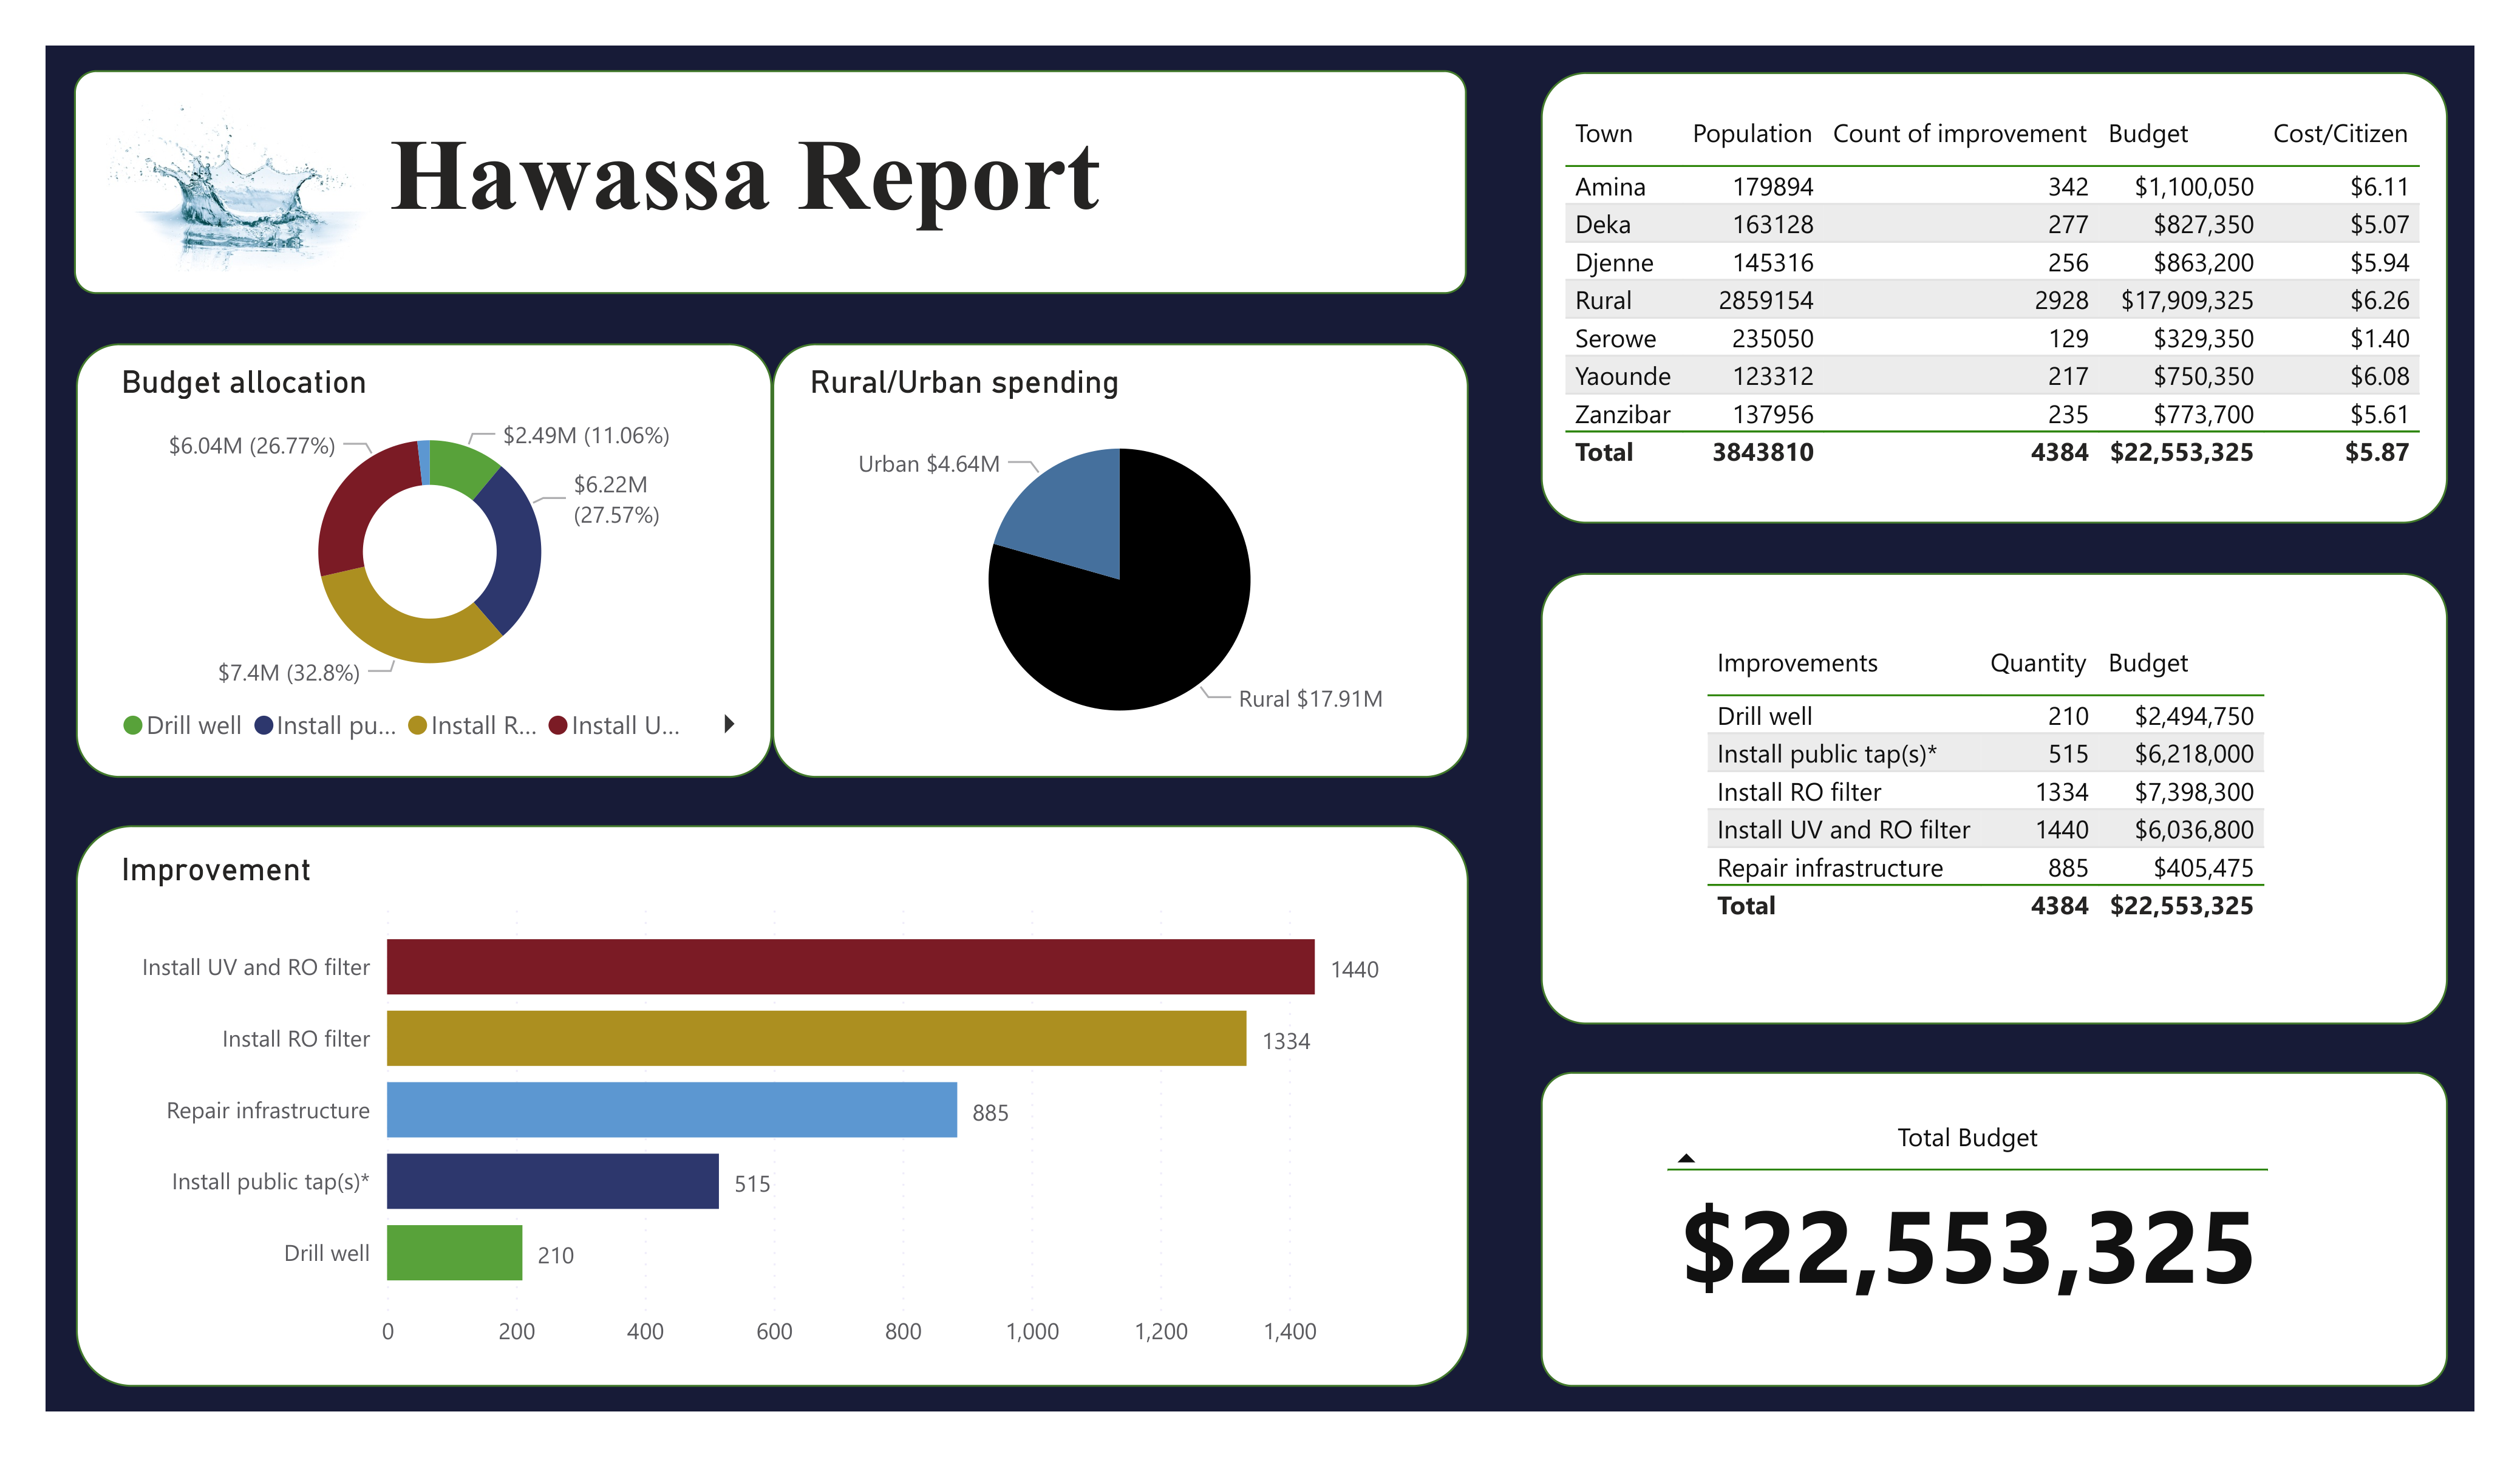 Hawassa Report
Budget allocation
$6.04M (26.77%)
$2.49M (11.06%)
$6.22M
(27.57%)
$7.4M (32.8%)
Drill well Install pu... Install R... Install U...
Rural/Urban spending
Urban $4.64M
Rural $17.91M
Improvement
Install UV and RO filter 1440
Install RO filter 1334
Repair infrastructure 885
Install public tap(s)* 515
Drill well 210
0 200 400 600 800 1,000 1,200 1,400
Town Population Count of improvement Budget Cost/Citizen
Amina 179894 342 $1,100,050 $6.11
Deka 163128 277 $827,350 $5.07
Djenne 145316 256 $863,200 $5.94
Rural 2859154 2928 $17,909,325 $6.26
Serowe 235050 129 $329,350 $1.40
Yaounde 123312 217 $750,350 $6.08
Zanzibar 137956 235 $773,700 $5.61
Total 3843810 4384 $22,553,325 $5.87
Improvements Quantity Budget
Drill well 210 $2,494,750
Install public tap(s)* 515 $6,218,000
Install RO filter 1334 $7,398,300
Install UV and RO filter 1440 $6,036,800
Repair infrastructure 885 $405,475
Total 4384 $22,553,325
Total Budget
$22,553,325